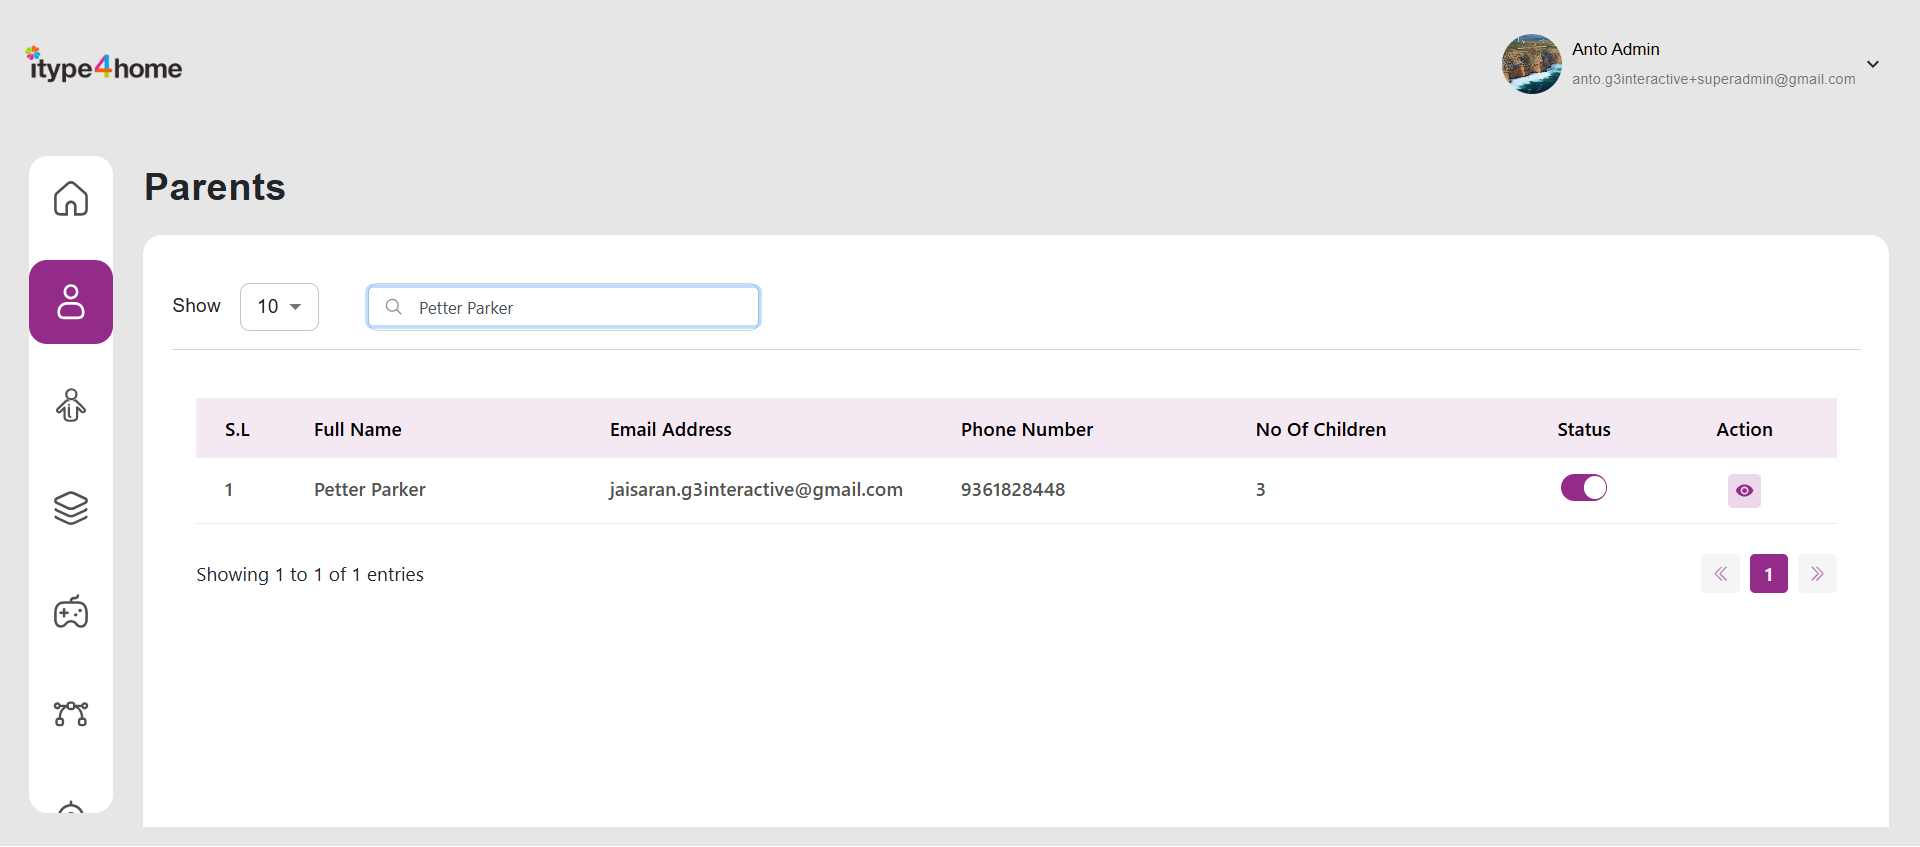 itype4home
Anto Admin
anto.g3interactive+superadmin@gmail.com
Parents
Show 10 Petter Parker
S.L Full Name Email Address Phone Number No Of Children Status Action
1 Petter Parker jaisaran.g3interactive@gmail.com 9361828448 3
Showing 1 to 1 of 1 entries
« 1 »